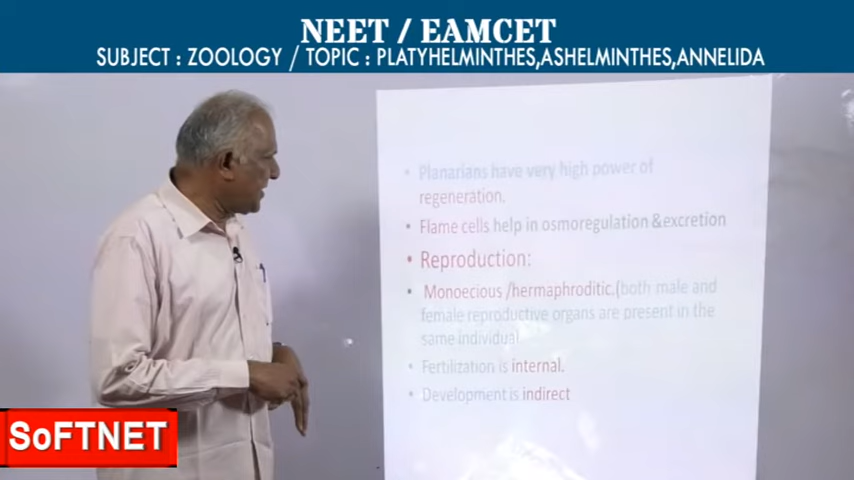 NEET / EAMCET
SUBJECT : ZOOLOGY / TOPIC : PLATYHELMINTHES,ASHELMINTHES,ANNELIDA
• Planarians have very high power of
regeneration.
• Flame cells help in osmoregulation &excretion
• Reproduction:
• Monoecious /hermaphroditic.(both male and
female reproductive organs are present in the
same individual
• Fertilization is internal.
• Development is indirect
SoFTNET